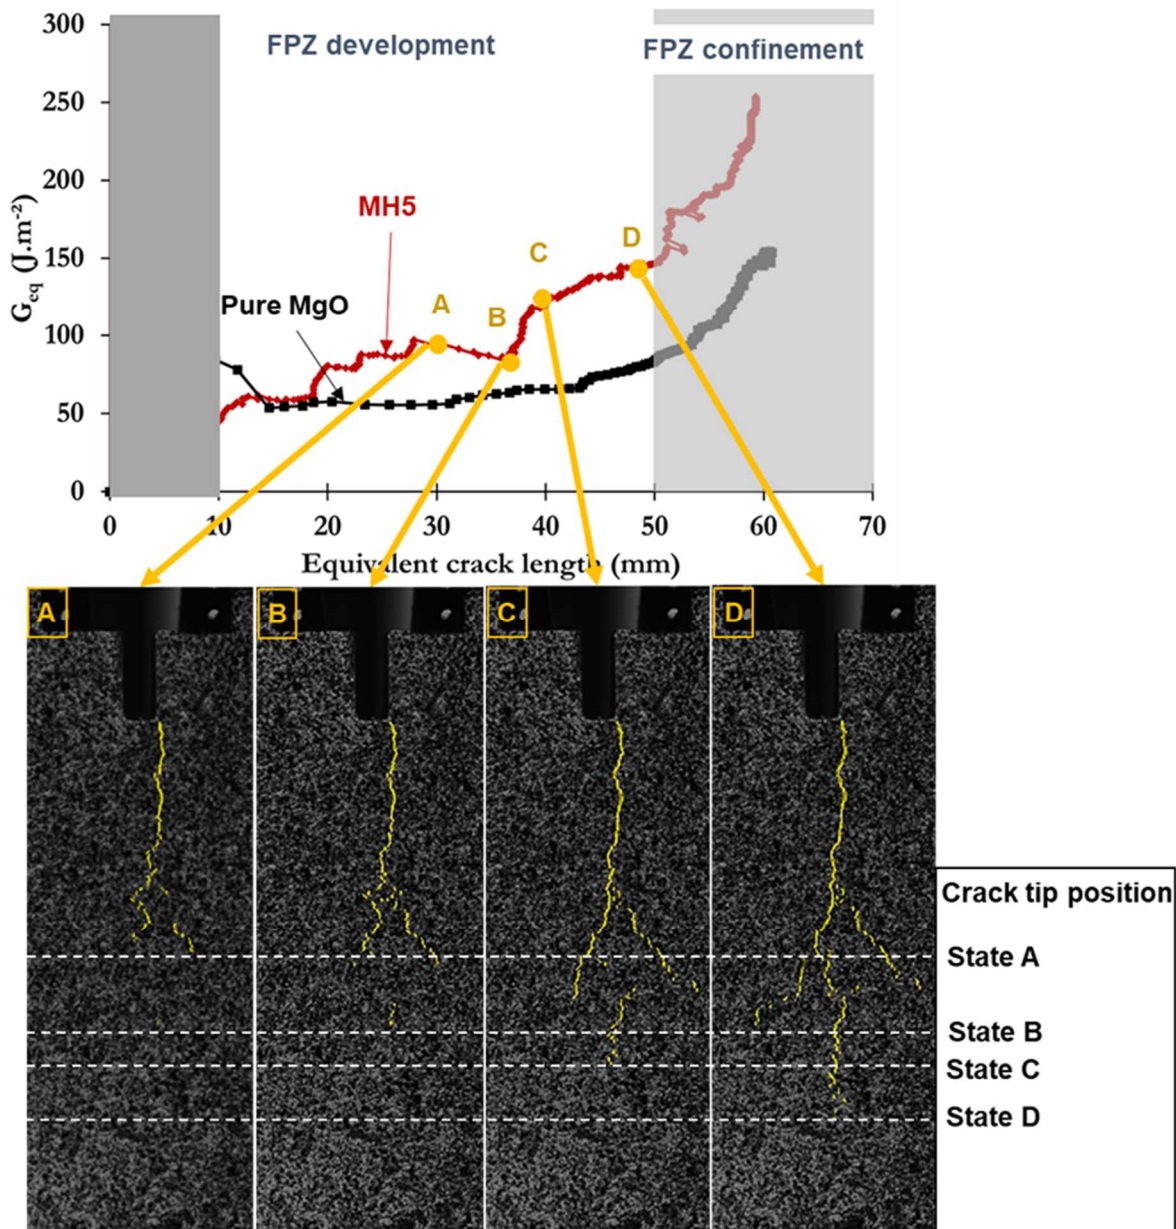 300
250
200
150
100
50
0
G_eq (J.m⁻²)
FPZ development
FPZ confinement
MH5
Pure MgO
A
B
C
D
0 10 20 30 40 50 60 70
Equivalent crack length (mm)
A
B
C
D
Crack tip position
State A
State B
State C
State D